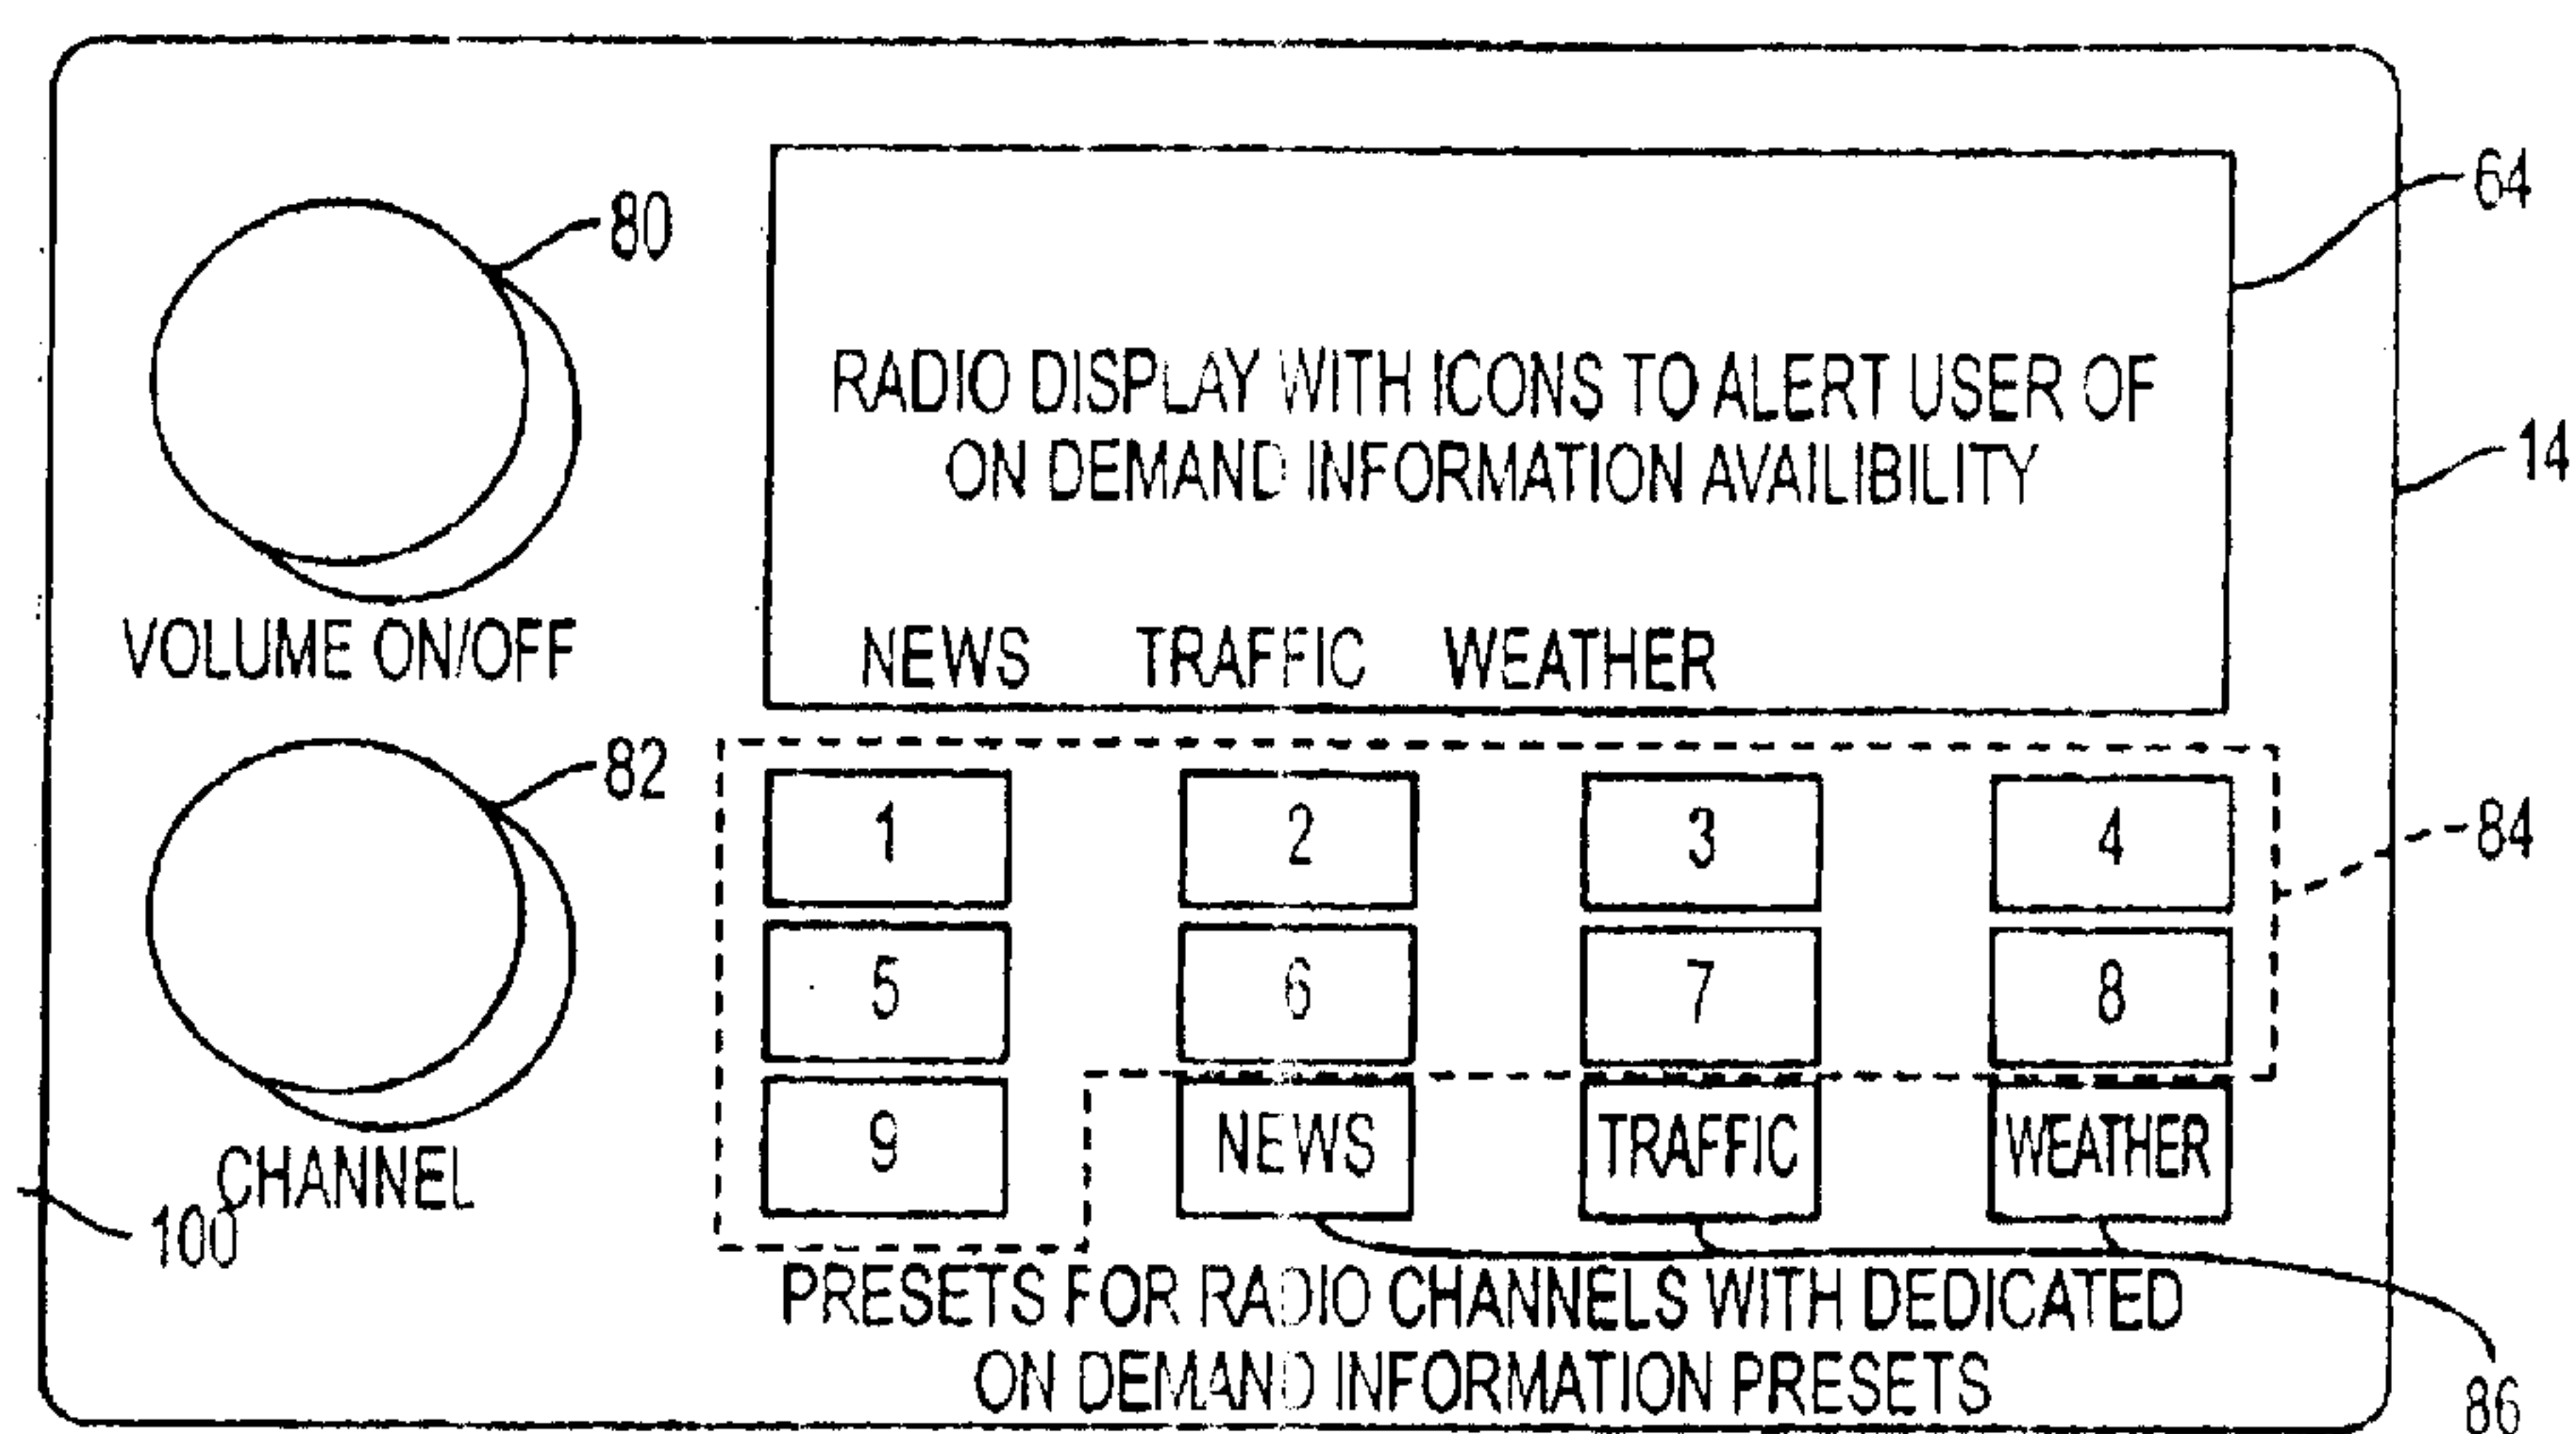 80
VOLUME ON/OFF
82
CHANNEL
100
RADIO DISPLAY WITH ICONS TO ALERT USER OF
ON DEMAND INFORMATION AVAILIBILITY
NEWS TRAFFIC WEATHER
64
14
1 2 3 4
84
5 6 7 8
9 NEWS TRAFFIC WEATHER
PRESETS FOR RADIO CHANNELS WITH DEDICATED
ON DEMAND INFORMATION PRESETS
86